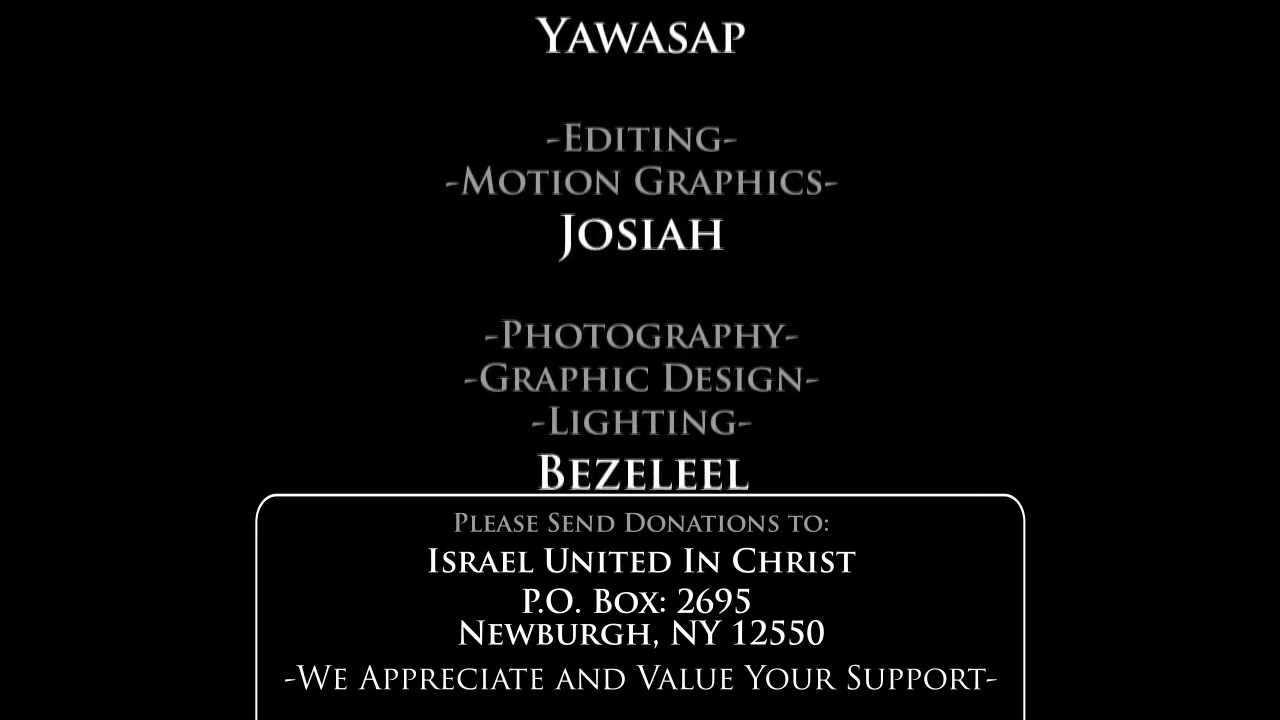 Yawasap
-Editing-
-Motion Graphics-
Josiah
-Photography-
-Graphic Design-
-Lighting-
Bezeleel
Please Send Donations to:
Israel United In Christ
P.O. Box: 2695
Newburgh, NY 12550
-We Appreciate and Value Your Support-